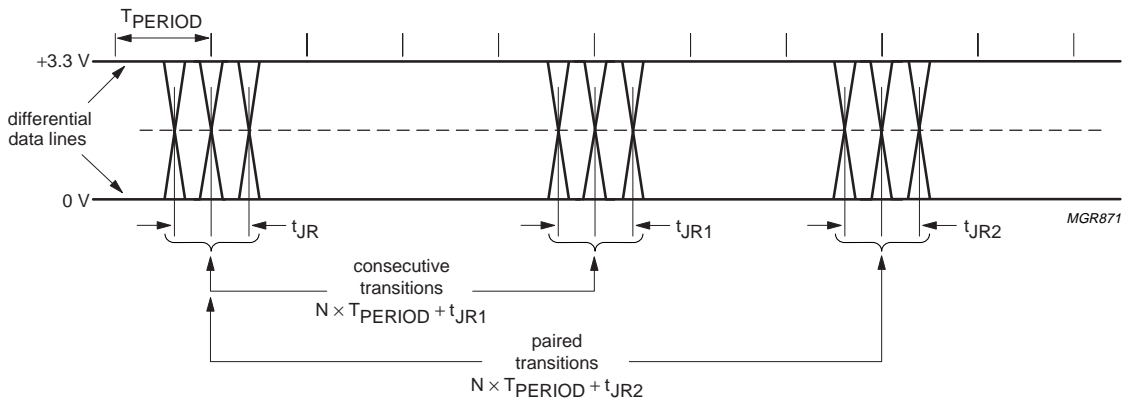 TPERIOD
+3.3 V
differential
data lines
0 V
MGR871
tJR
tJR1
tJR2
consecutive
transitions
N × TPERIOD + tJR1
paired
transitions
N × TPERIOD + tJR2